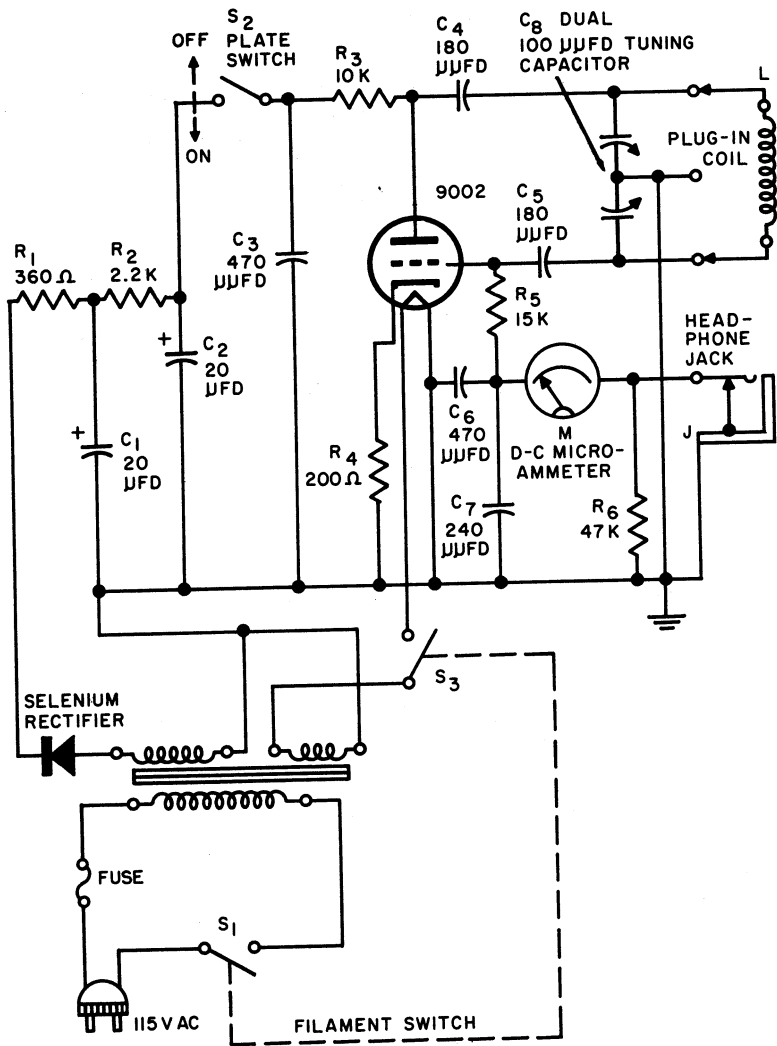 S2
PLATE
SWITCH
OFF
ON
R3
10 K
C4
180
µµFD
C8 DUAL
100 µµFD TUNING
CAPACITOR
L
PLUG-IN
COIL
9002
C5
180
µµFD
R1
360 Ω
R2
2.2 K
C3
470
µµFD
R5
15K
HEAD-
PHONE
JACK
+
C2
20
µFD
+
C1
20
µFD
R4
200 Ω
C6
470
µµFD
M
D-C MICRO-
AMMETER
J
C7
240
µµFD
R6
47K
S3
SELENIUM
RECTIFIER
FUSE
S1
115 V AC
FILAMENT SWITCH